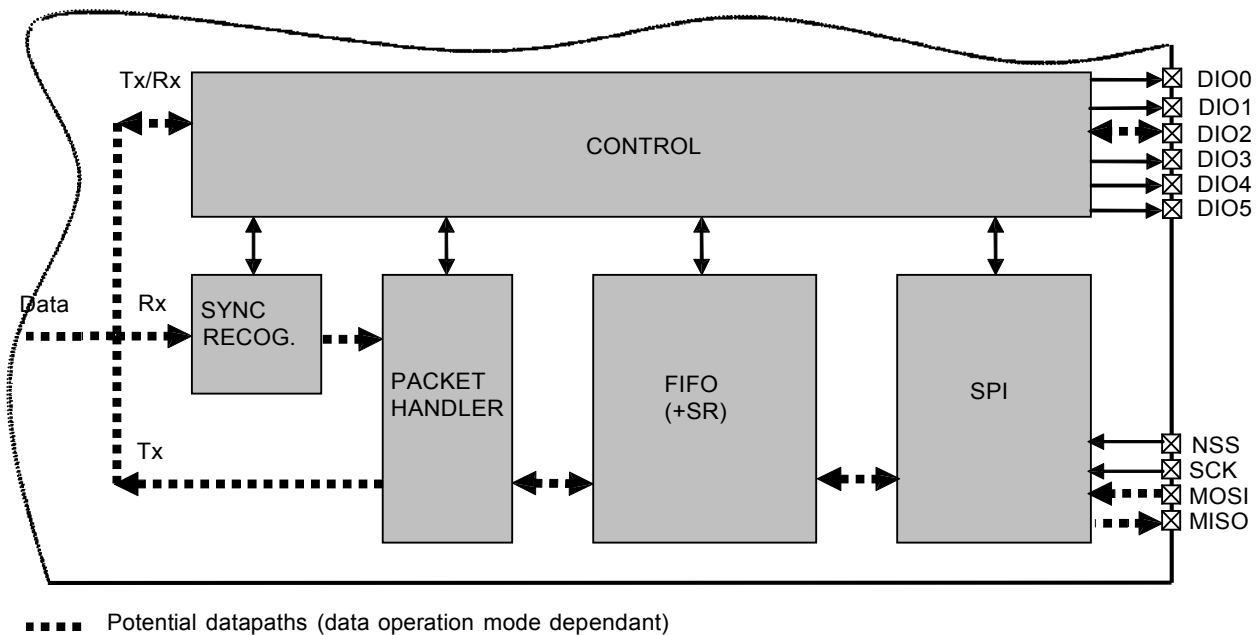 Tx/Rx
CONTROL
DIO0
DIO1
DIO2
DIO3
DIO4
DIO5
Data
Rx
SYNC
RECOG.
PACKET
HANDLER
FIFO
(+SR)
SPI
Tx
NSS
SCK
MOSI
MISO
Potential datapaths (data operation mode dependant)